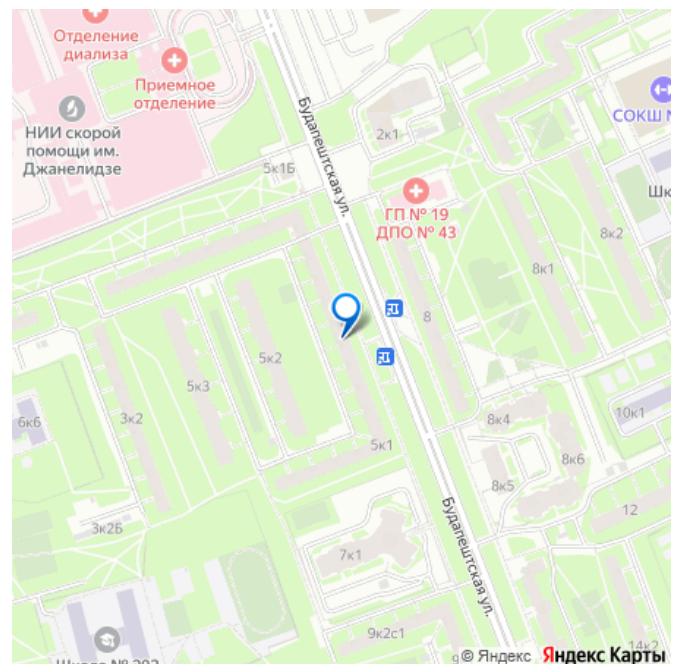 Отделение
диализа
Приемное
отделение
НИИ скорой
помощи им.
Джанелидзе
Будапештская ул.
2к1
СОКШ №
5к1Б
ГП № 19
ДПО № 43
8к2
8к1
8
5к2
5к3
3к2
6к6
5к1
8к4
10к1
8к6
8к5
12
3к2Б
7к1
Будапештская ул.
9к2с1
14к2
© Яндекс Яндекс Карты